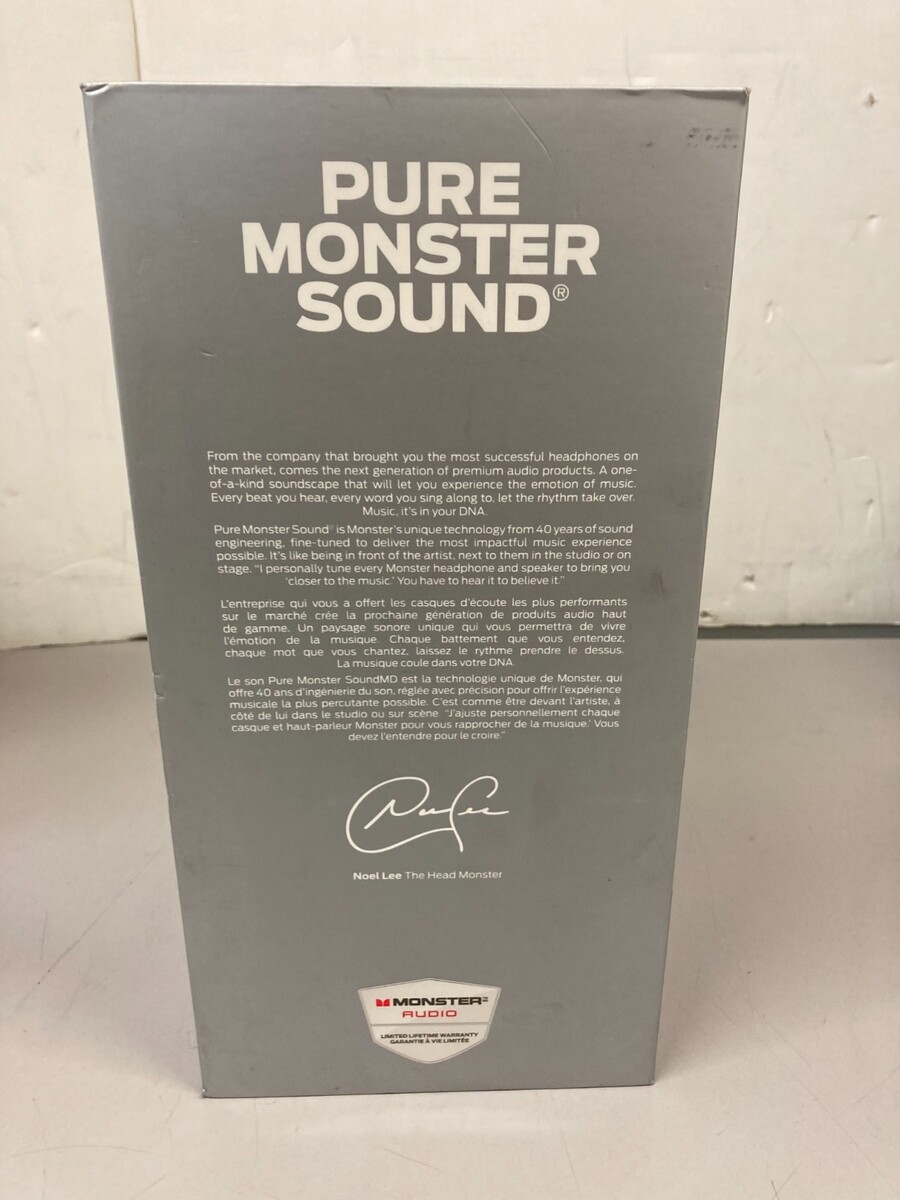 PURE
MONSTER
SOUND®
From the company that brought you the most successful headphones on
the market, comes the next generation of premium audio products. A one-
of-a-kind soundscape that will let you experience the emotion of music.
Every beat you hear, every word you sing along to, let the rhythm take over.
Music, it's in your DNA.
Pure Monster Sound® is Monster's unique technology from 40 years of sound
engineering, fine-tuned to deliver the most impactful music experience
possible. It's like being in front of the artist, next to them in the studio or on
stage. "I personally tune every Monster headphone and speaker to bring you
'closer to the music.' You have to hear it to believe it."
L'entreprise qui vous a offert les casques d'écoute les plus performants
sur le marché crée la prochaine génération de produits audio haut
de gamme. Un paysage sonore unique qui vous permettra de vivre
l'émotion de la musique. Chaque battement que vous entendez,
chaque mot que vous chantez, laissez le rythme prendre le dessus.
La musique coule dans votre DNA.
Le son Pure Monster SoundMD est la technologie unique de Monster, qui
offre 40 ans d'ingénierie du son, réglée avec précision pour offrir l'expérience
musicale la plus percutante possible. C'est comme être devant l'artiste, à
côté de lui dans le studio ou sur scène. "J'ajuste personnellement chaque
casque et haut-parleur Monster pour vous rapprocher de la musique.' Vous
devez l'entendre pour le croire."
Noel Lee
Noel Lee The Head Monster
MONSTER™
AUDIO
LIMITED LIFETIME WARRANTY
GARANTIE À VIE LIMITÉE